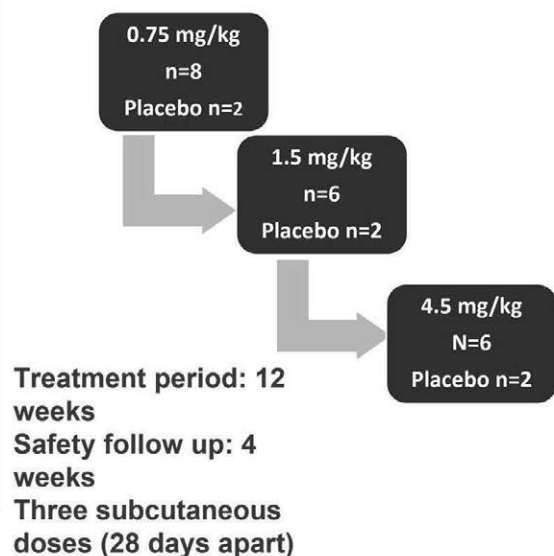 0.75 mg/kg
n=8
Placebo n=2
1.5 mg/kg
n=6
Placebo n=2
4.5 mg/kg
N=6
Placebo n=2
Treatment period: 12
weeks
Safety follow up: 4
weeks
Three subcutaneous
doses (28 days apart)